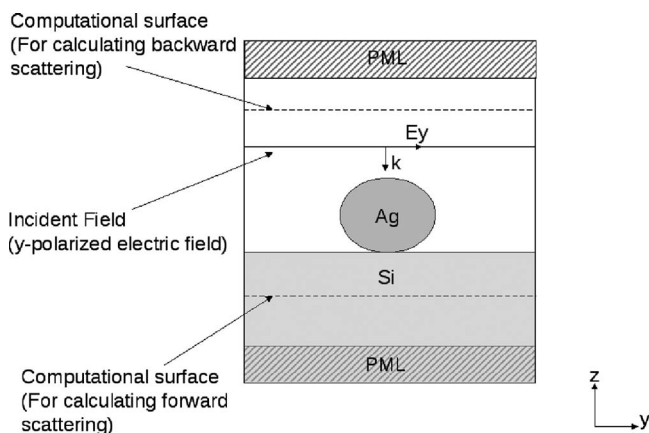 Computational surface
(For calculating backward
scattering)
PML
Ey
k
Incident Field
(y-polarized electric field)
Ag
Si
PML
Computational surface
(For calculating forward
scattering)
z
y